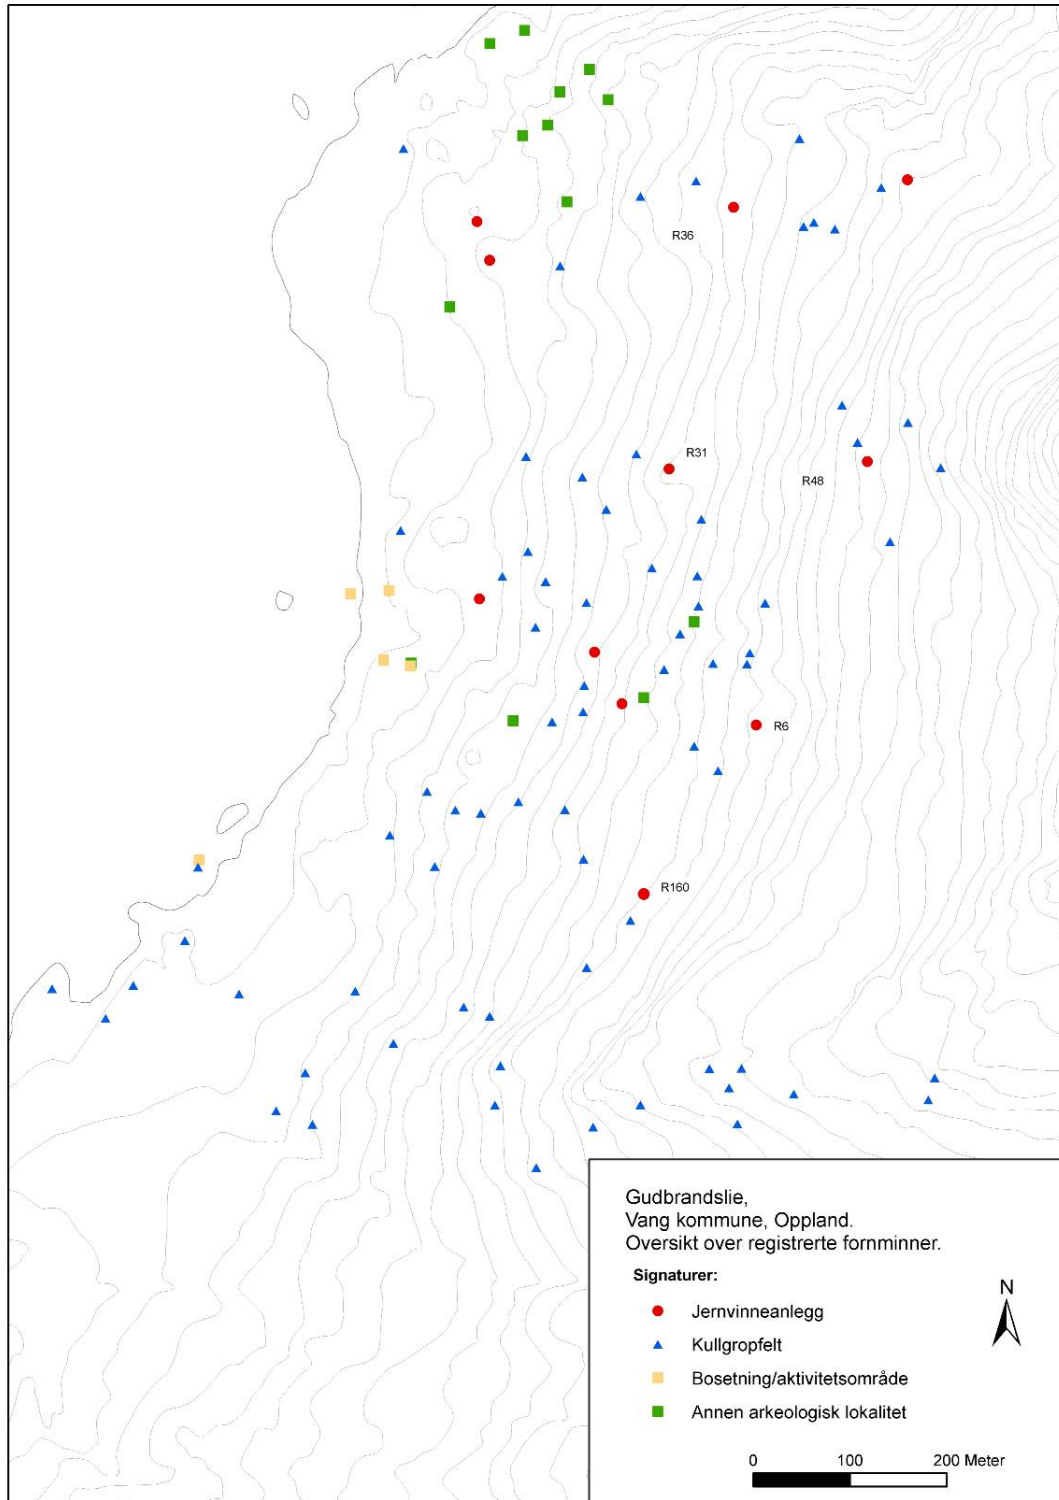 R36
R31
R48
R6
R160
Gudbrandslie,
Vang kommune, Oppland.
Oversikt over registrerte fornminner.
Signaturer:
N
Jernvinneanlegg
Kullgropfelt
Bosetning/aktivitetsområde
Annen arkeologisk lokalitet
0 100 200 Meter